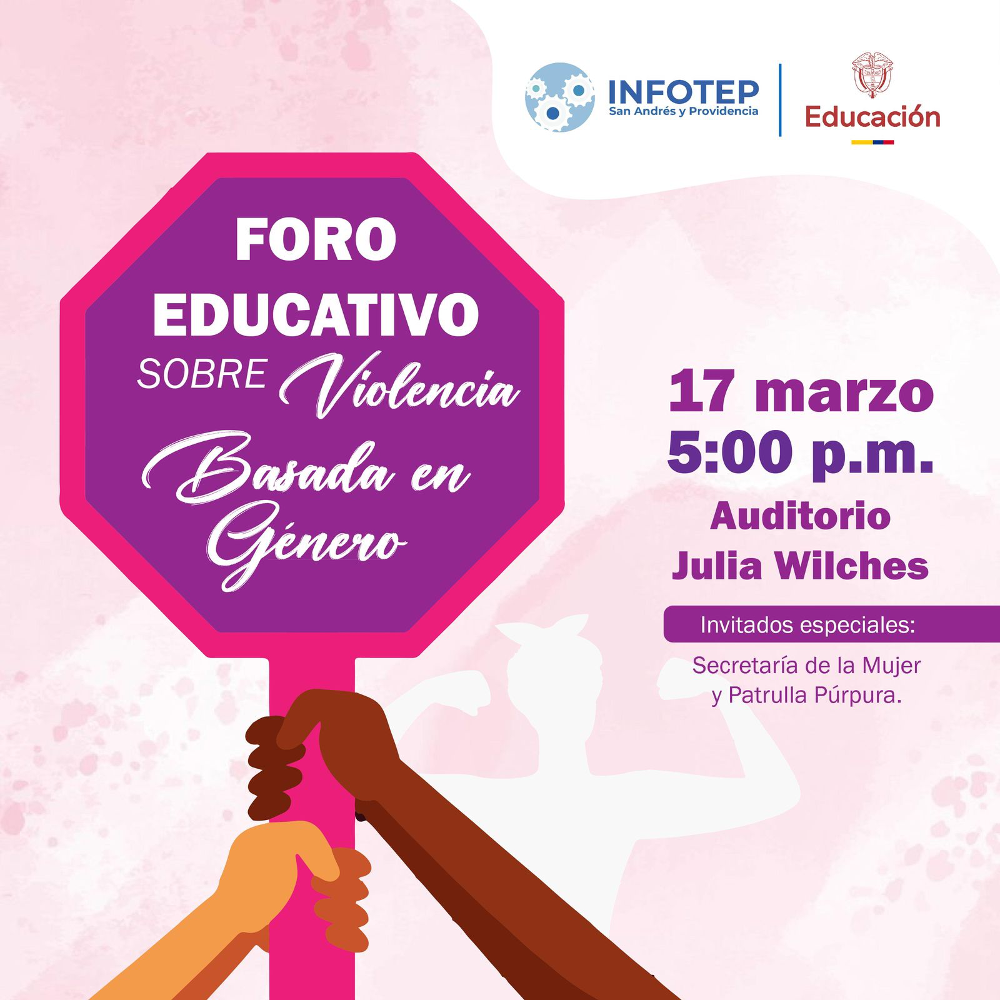 INFOTEP
San Andrés y Providencia
Educación
FORO
EDUCATIVO
SOBRE Violencia
Basada en
Género
17 marzo
5:00 p.m.
Auditorio
Julia Wilches
Invitados especiales:
Secretaría de la Mujer
y Patrulla Púrpura.